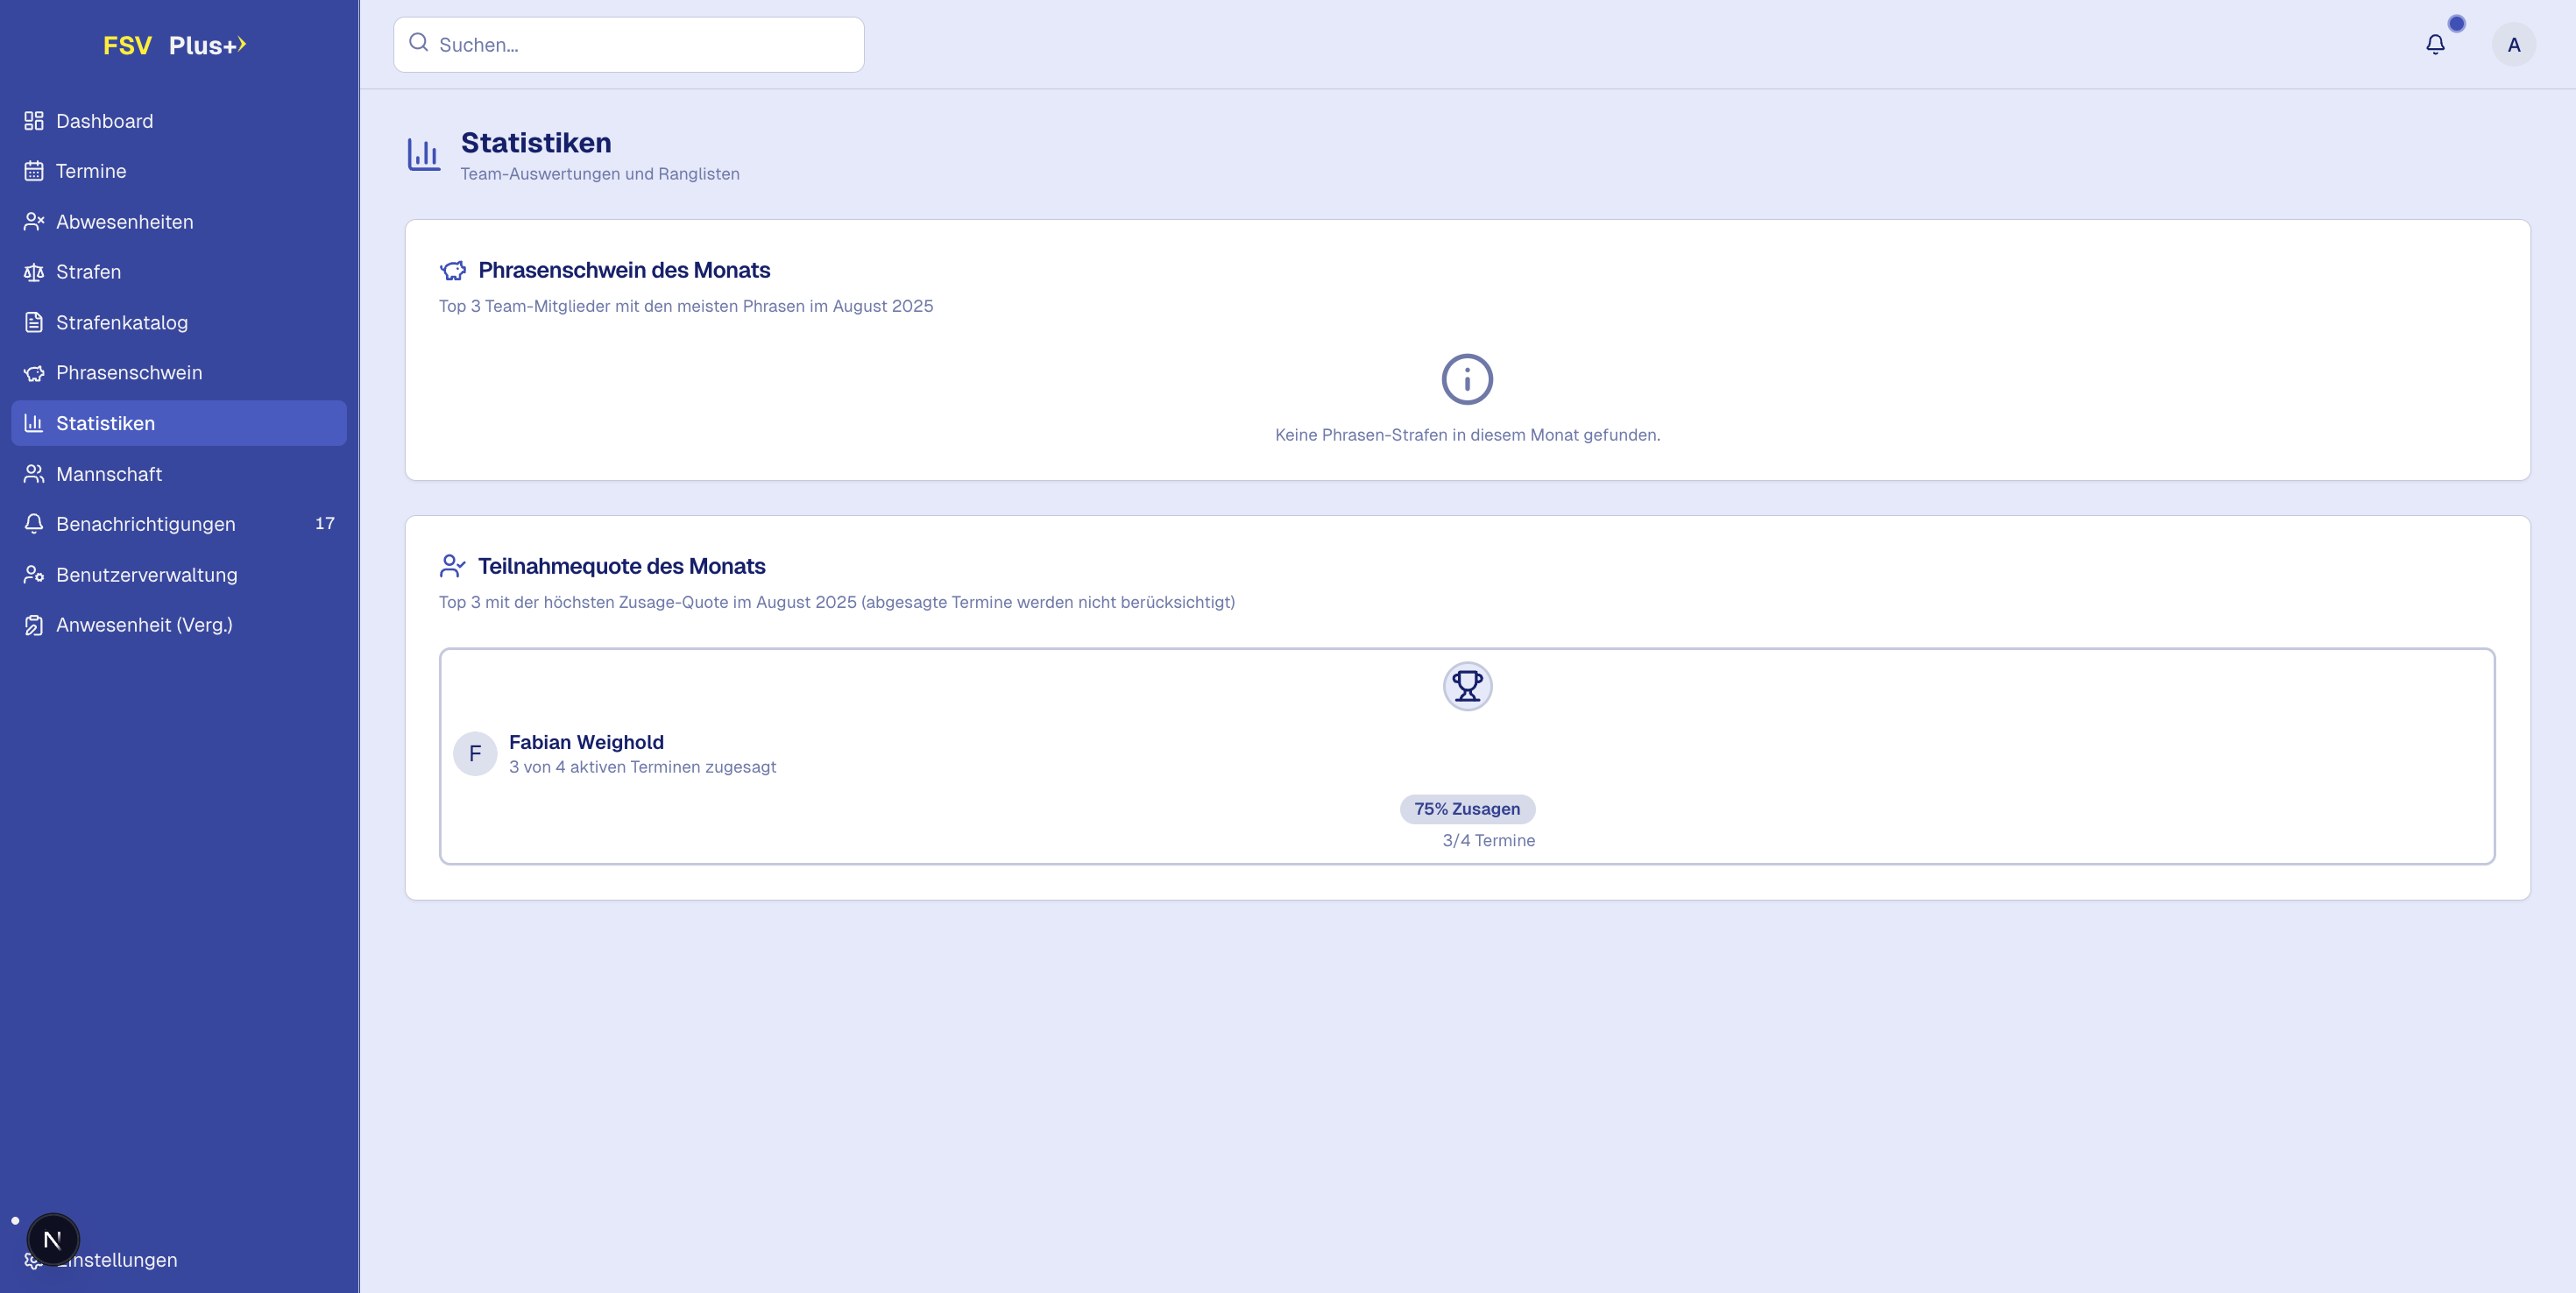 FSV Plus+
Suchen...
A
Dashboard
Termine
Abwesenheiten
Strafen
Strafenkatalog
Phrasenschwein
Statistiken
Mannschaft
Benachrichtigungen 17
Benutzerverwaltung
Anwesenheit (Verg.)
N
instellungen
Statistiken
Team-Auswertungen und Ranglisten
Phrasenschwein des Monats
Top 3 Team-Mitglieder mit den meisten Phrasen im August 2025
Keine Phrasen-Strafen in diesem Monat gefunden.
Teilnahmequote des Monats
Top 3 mit der höchsten Zusage-Quote im August 2025 (abgesagte Termine werden nicht berücksichtigt)
F
Fabian Weighold
3 von 4 aktiven Terminen zugesagt
75% Zusagen
3/4 Termine